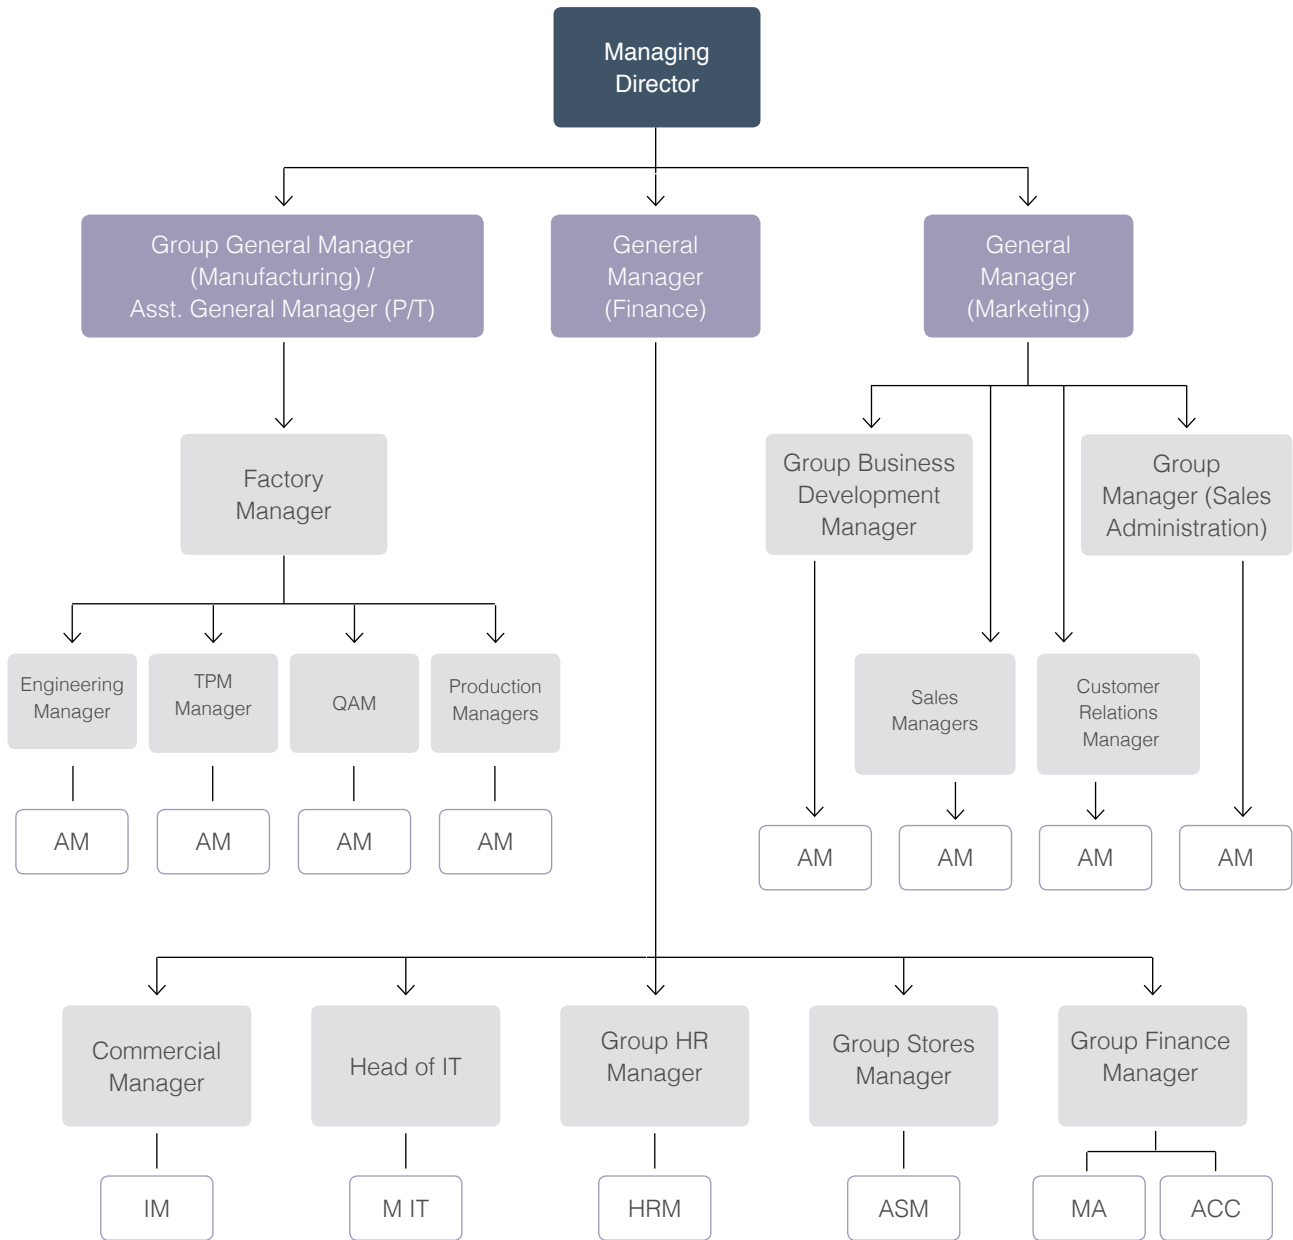 Managing
Director
Group General Manager
(Manufacturing) /
Asst. General Manager (P/T)
General
Manager
(Finance)
General
Manager
(Marketing)
Factory
Manager
Group Business
Development
Manager
Group
Manager (Sales
Administration)
Engineering
Manager
TPM
Manager
QAM
Production
Managers
Sales
Managers
Customer
Relations
Manager
AM
AM
AM
AM
AM
AM
AM
AM
Commercial
Manager
Head of IT
Group HR
Manager
Group Stores
Manager
Group Finance
Manager
IM
M IT
HRM
ASM
MA
ACC